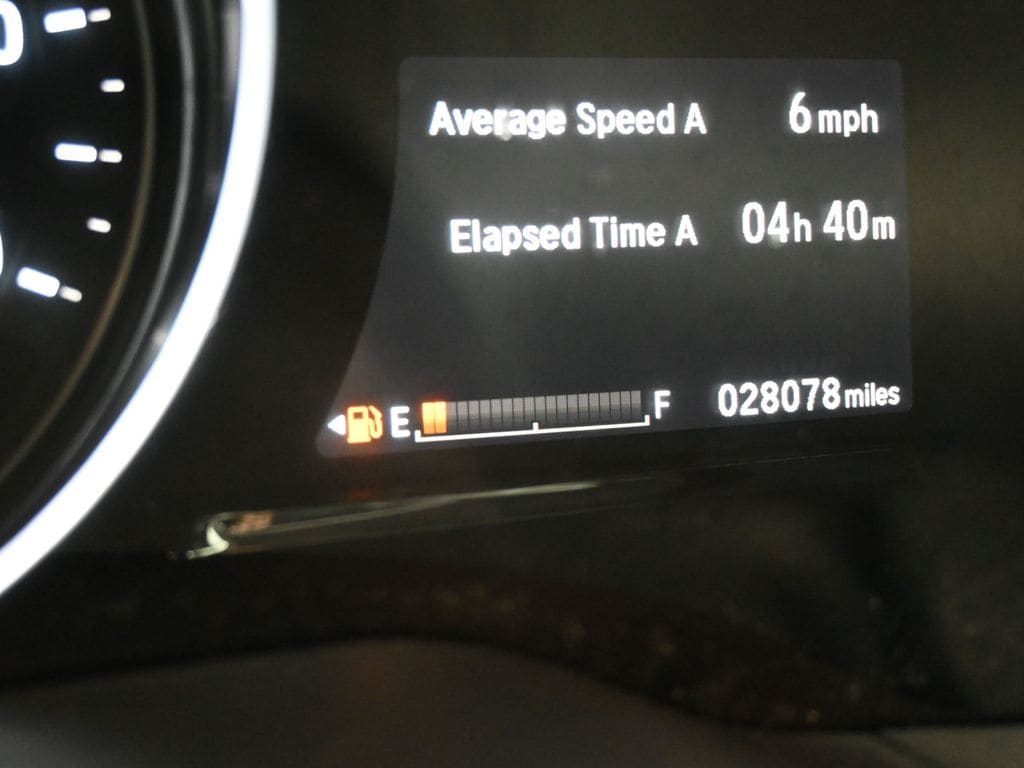 Average Speed A 6 mph
Elapsed Time A 04h 40m
E F 028078 miles